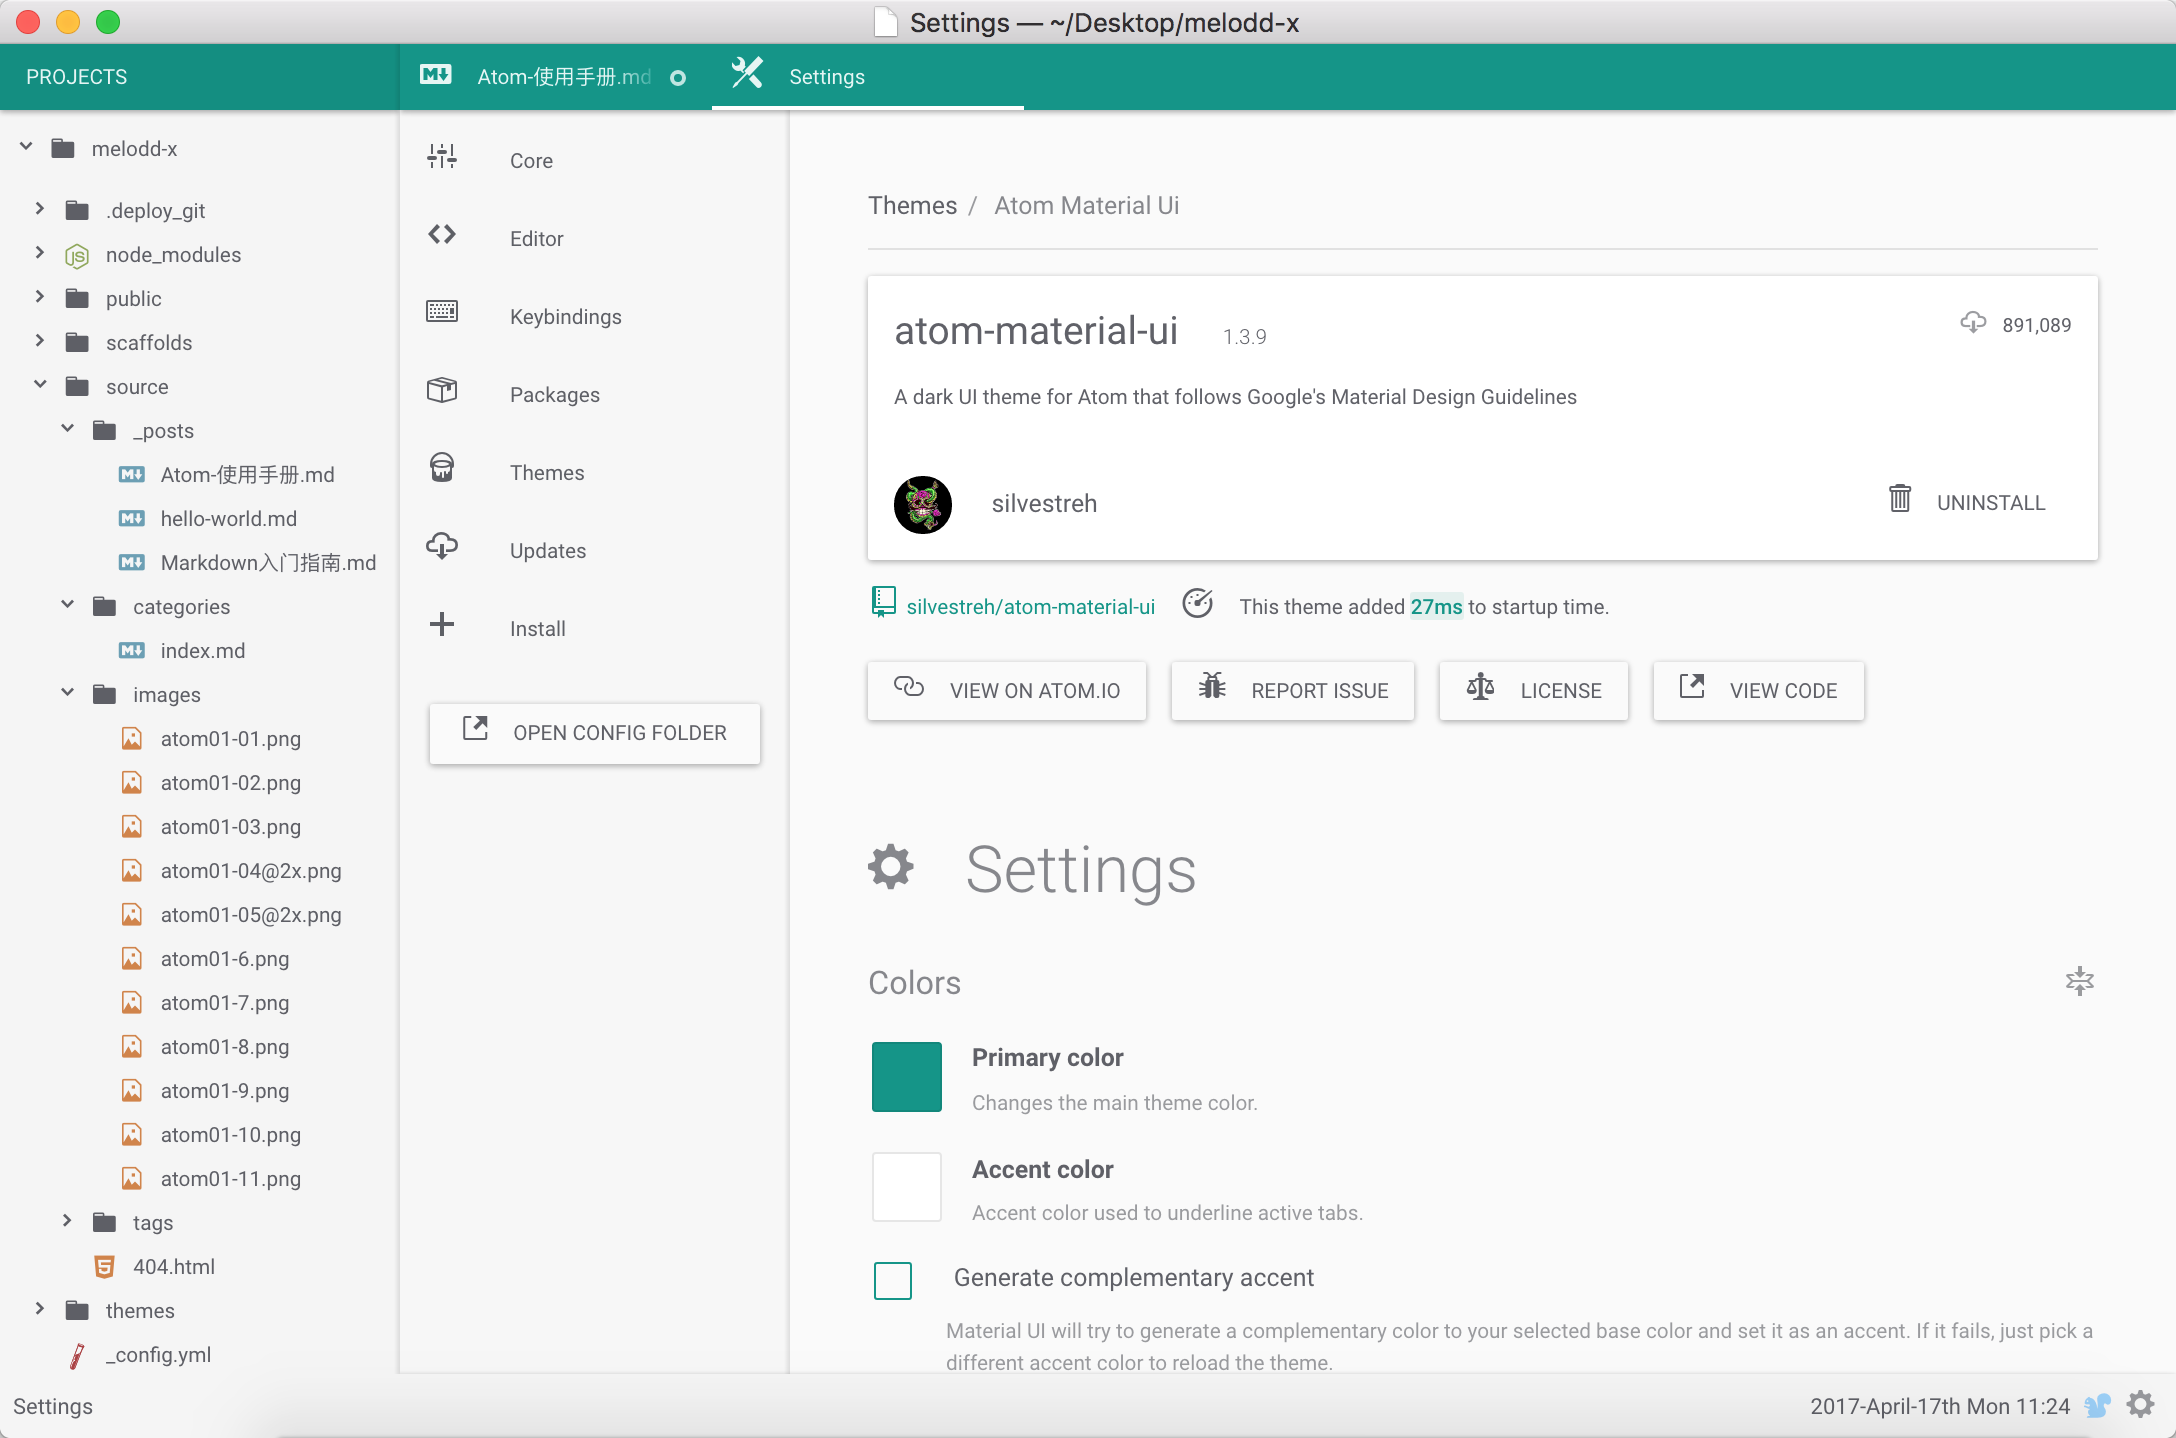 Settings — ~/Desktop/melodd-x
PROJECTS
Atom-使用手册.md
Settings
melodd-x
.deploy_git
node_modules
public
scaffolds
source
_posts
Atom-使用手册.md
hello-world.md
Markdown入门指南.md
categories
index.md
images
atom01-01.png
atom01-02.png
atom01-03.png
atom01-04@2x.png
atom01-05@2x.png
atom01-6.png
atom01-7.png
atom01-8.png
atom01-9.png
atom01-10.png
atom01-11.png
tags
404.html
themes
_config.yml
Core
Editor
Keybindings
Packages
Themes
Updates
Install
OPEN CONFIG FOLDER
Themes / Atom Material Ui
atom-material-ui 1.3.9
891,089
A dark UI theme for Atom that follows Google's Material Design Guidelines
silvestreh
UNINSTALL
silvestreh/atom-material-ui
This theme added 27ms to startup time.
VIEW ON ATOM.IO
REPORT ISSUE
LICENSE
VIEW CODE
Settings
Colors
Primary color
Changes the main theme color.
Accent color
Accent color used to underline active tabs.
Generate complementary accent
Material UI will try to generate a complementary color to your selected base color and set it as an accent. If it fails, just pick a
different accent color to reload the theme.
Settings
2017-April-17th Mon 11:24